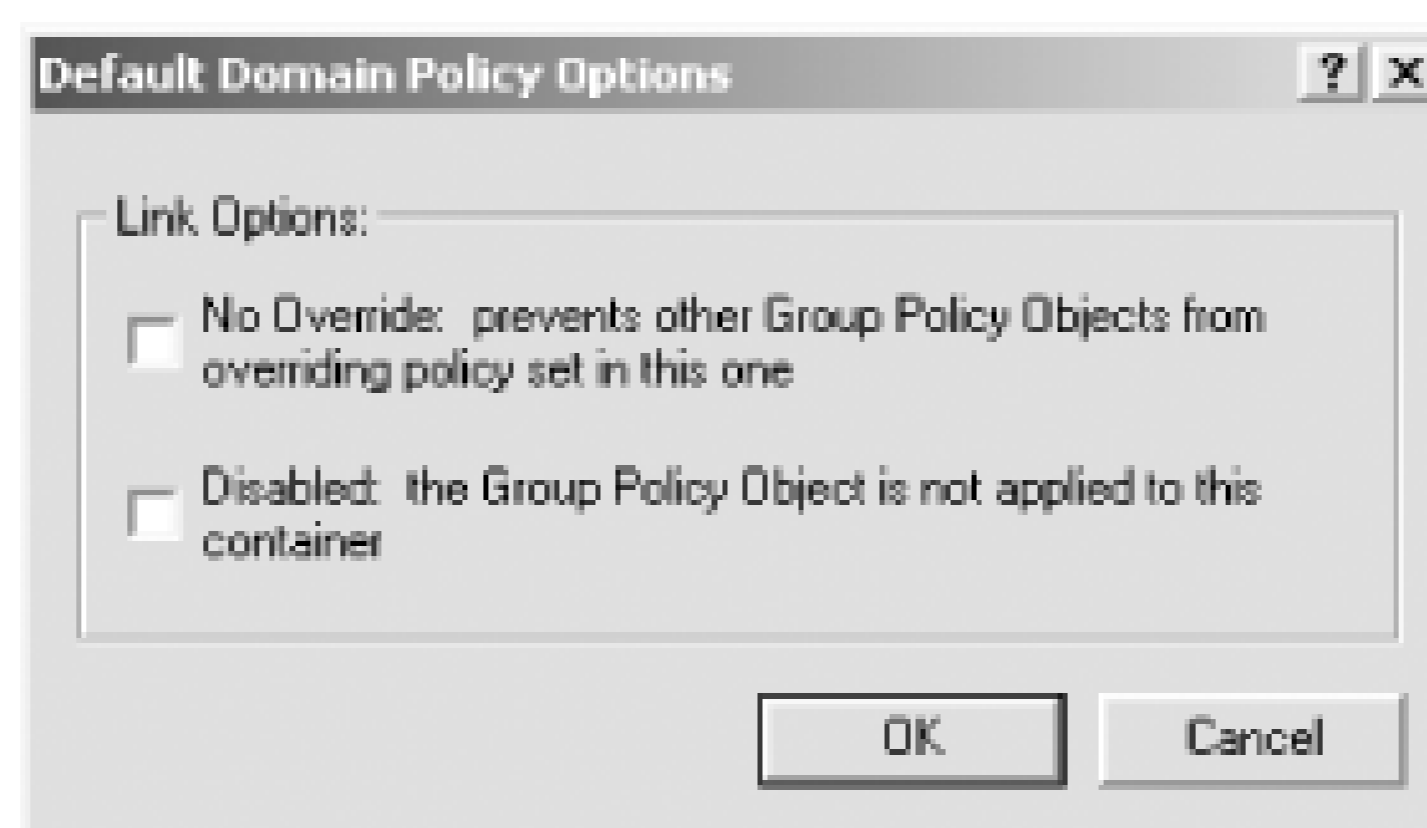 Default Domain Policy Options
? X
Link Options:
No Override: prevents other Group Policy Objects from
overriding policy set in this one
Disabled: the Group Policy Object is not applied to this
container
OK
Cancel